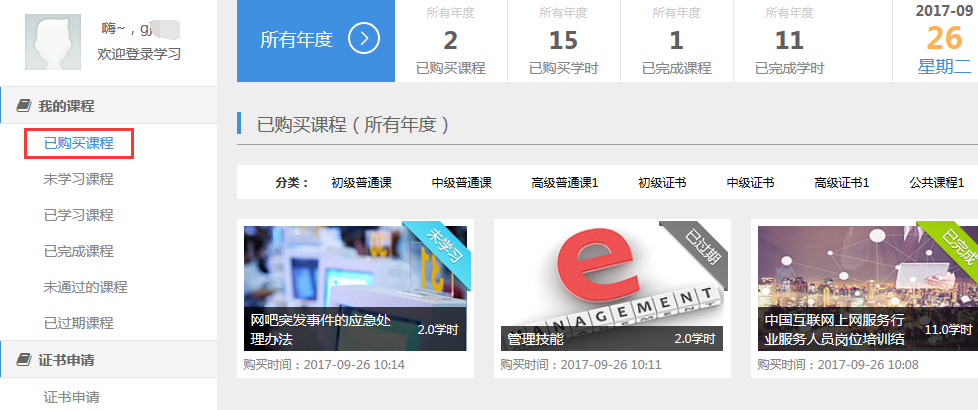 嗨~，gj
欢迎登录学习
我的课程
已购买课程
未学习课程
已学习课程
已完成课程
未通过的课程
已过期课程
证书申请
证书申请
所有年度
所有年度
2
已购买课程
所有年度
15
已购买学时
所有年度
1
已完成课程
所有年度
11
已完成学时
2017-09
26
星期二
已购买课程（所有年度）
分类： 初级普通课 中级普通课 高级普通课1 初级证书 中级证书 高级证书1 公共课程1
未学习
网吧突发事件的应急处
理办法
2.0学时
购买时间：2017-09-26 10:14
已过期
e
MANAGEMENT
管理技能
2.0学时
购买时间：2017-09-26 10:11
已完成
中国互联网上网服务行
业服务人员岗位培训结
11.0学时
购买时间：2017-09-26 10:08